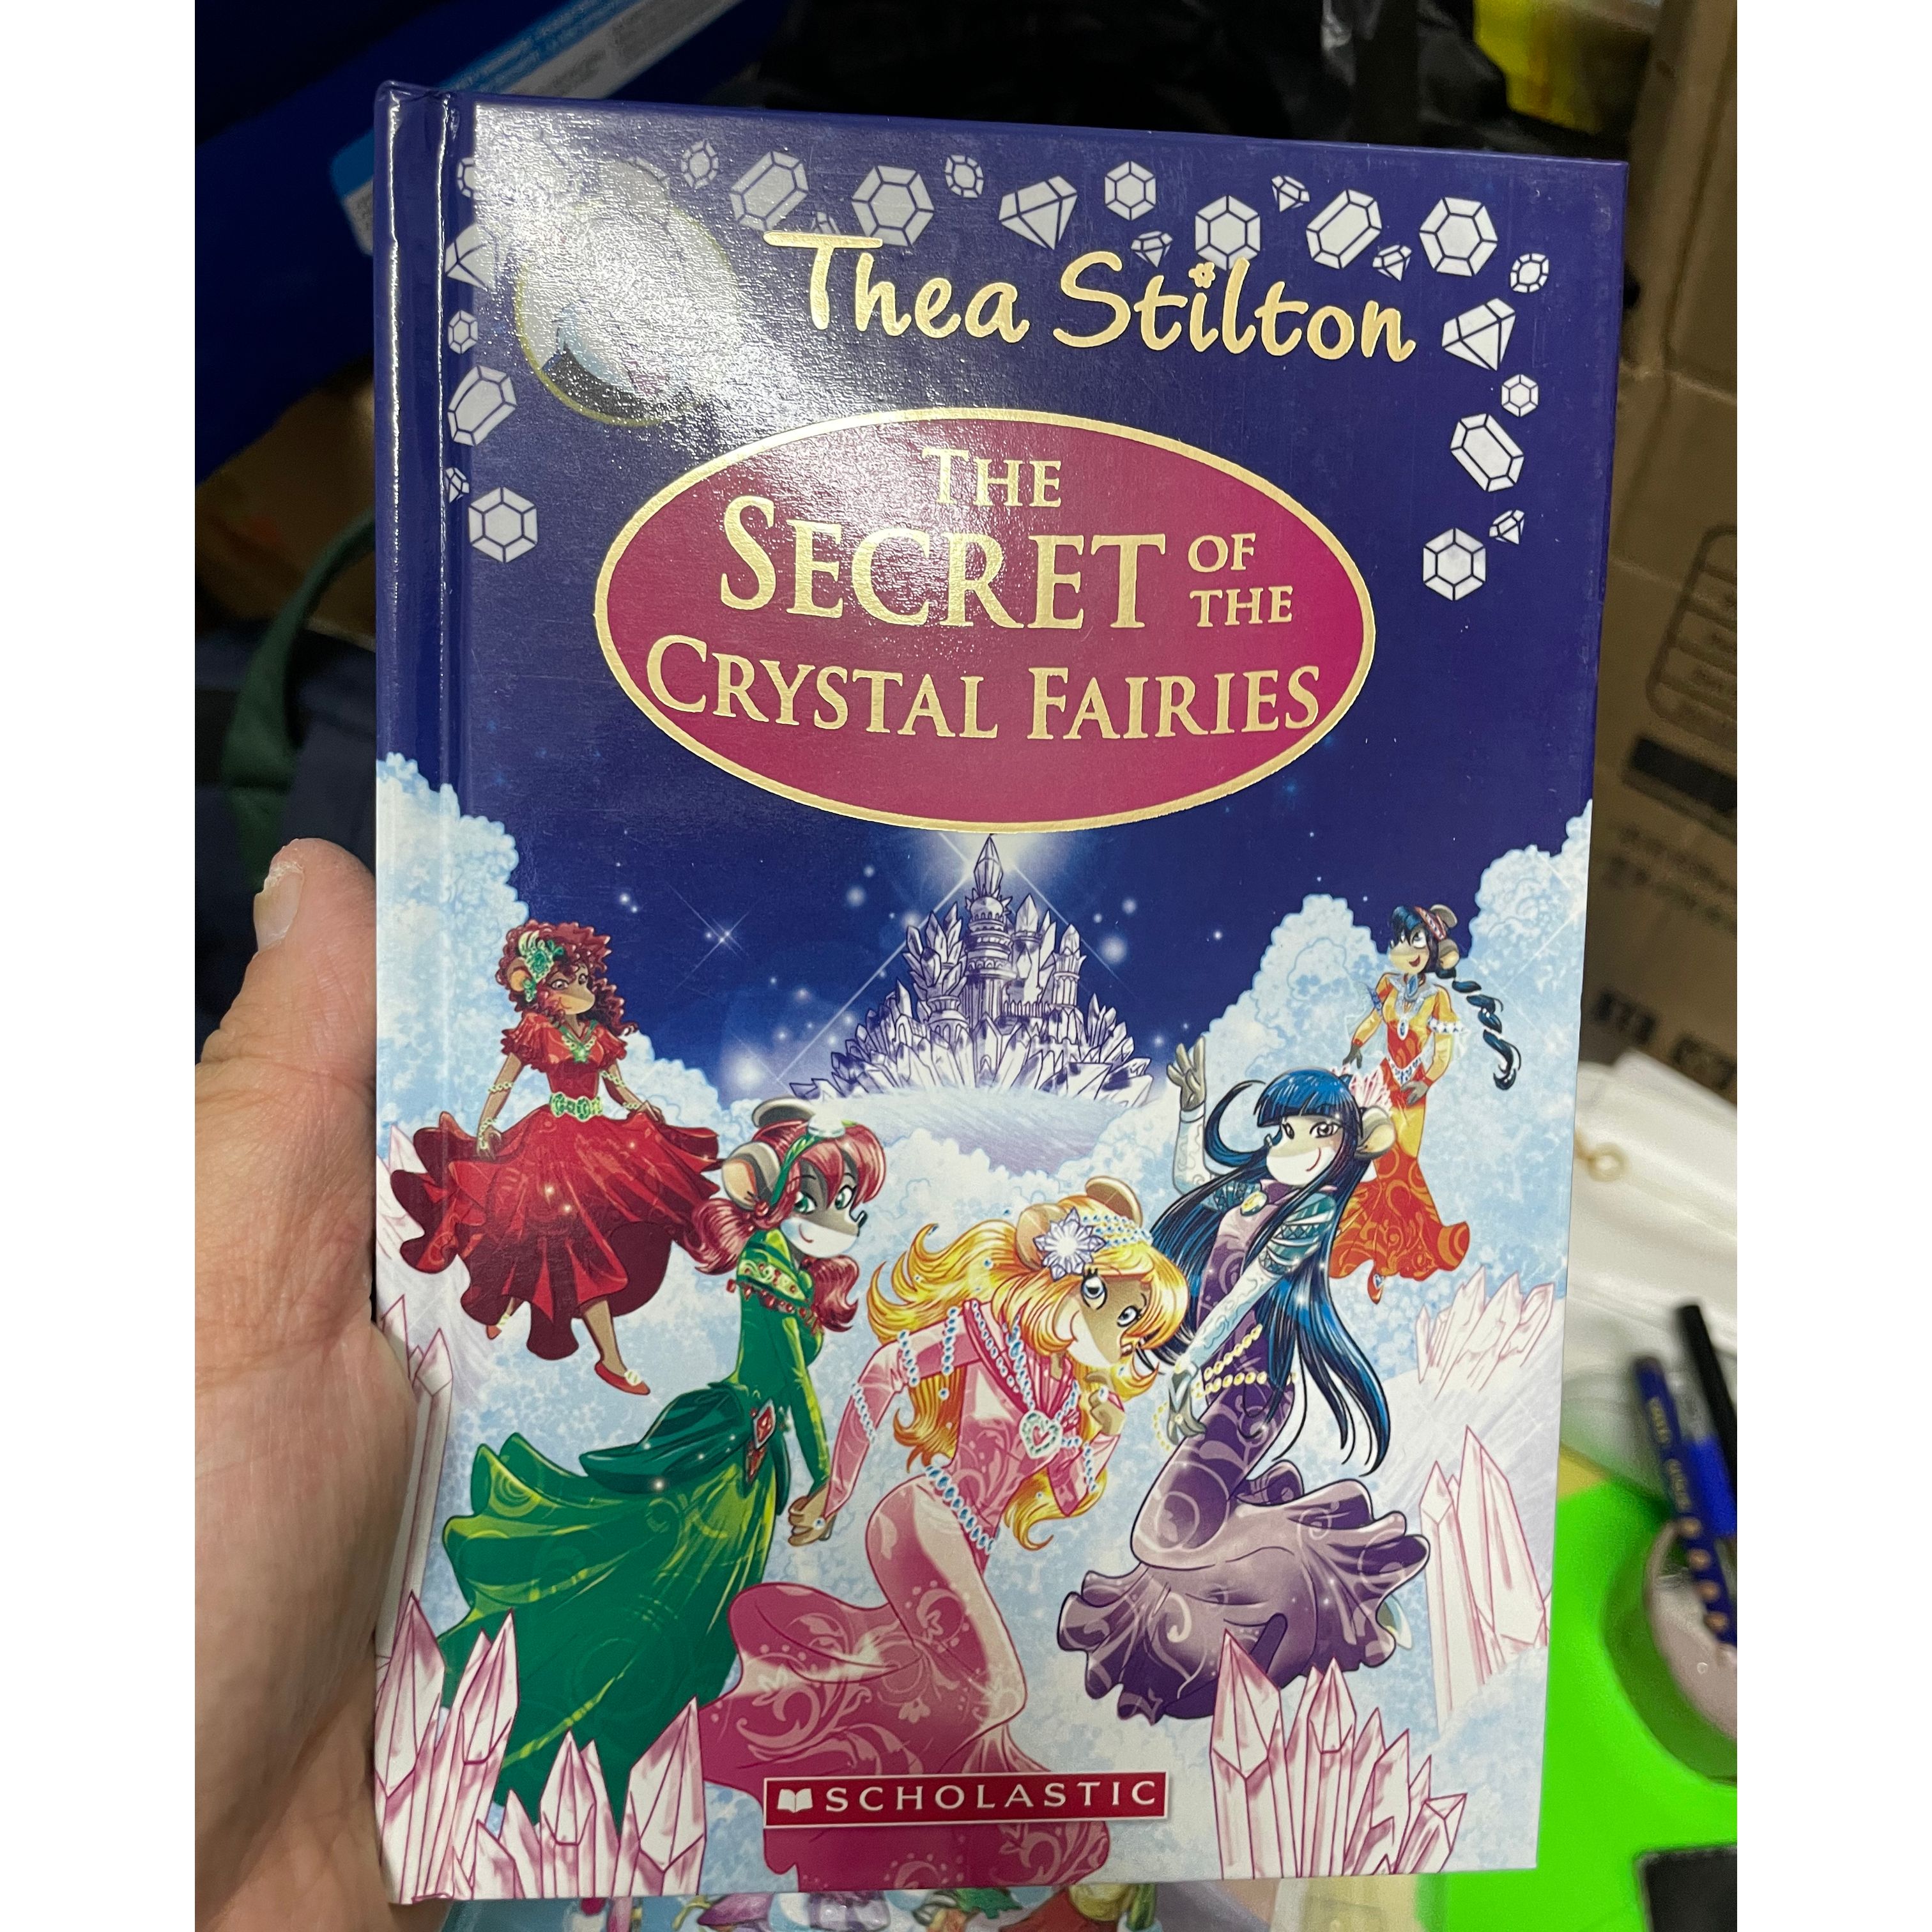 Thea Stilton
THE
SECRET OF THE
CRYSTAL FAIRIES
SCHOLASTIC